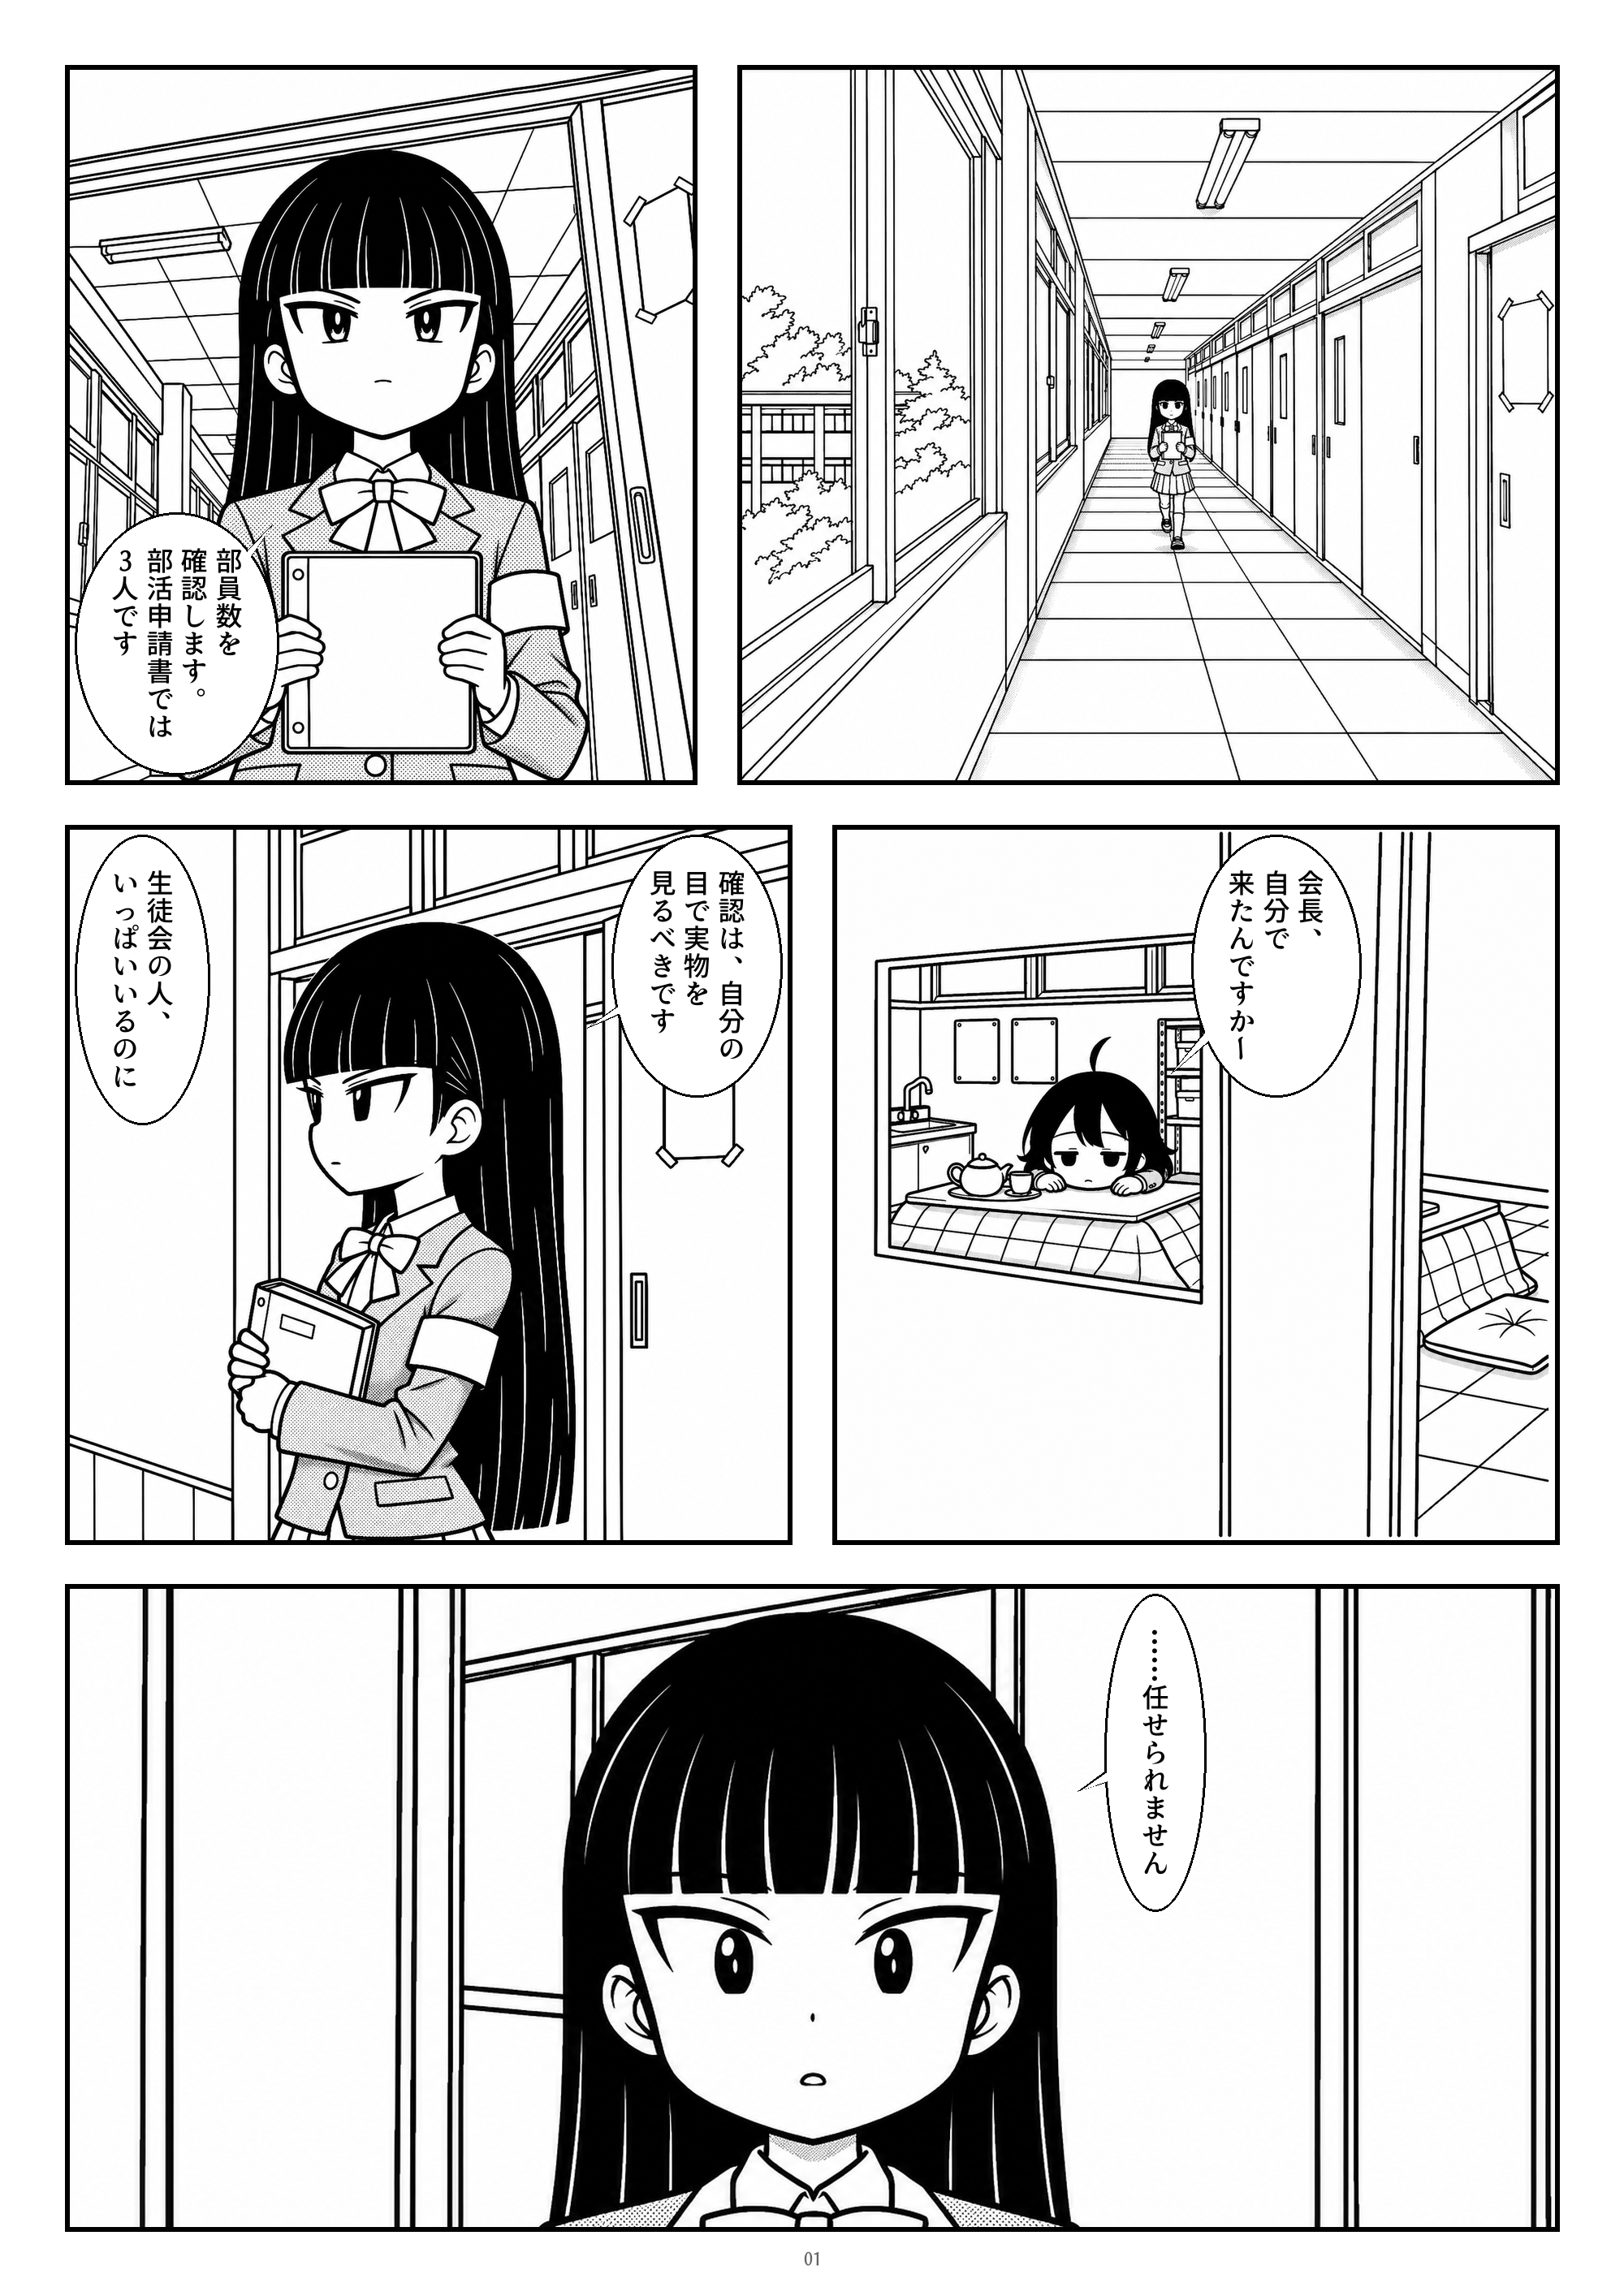 部員数を
確認します。
部活申請書では
3人です
会長、
自分で
来たんですか〜
確認は、自分の
目で実物を
見るべきです
生徒会の人、
いっぱいいるのに
……任せられません
01